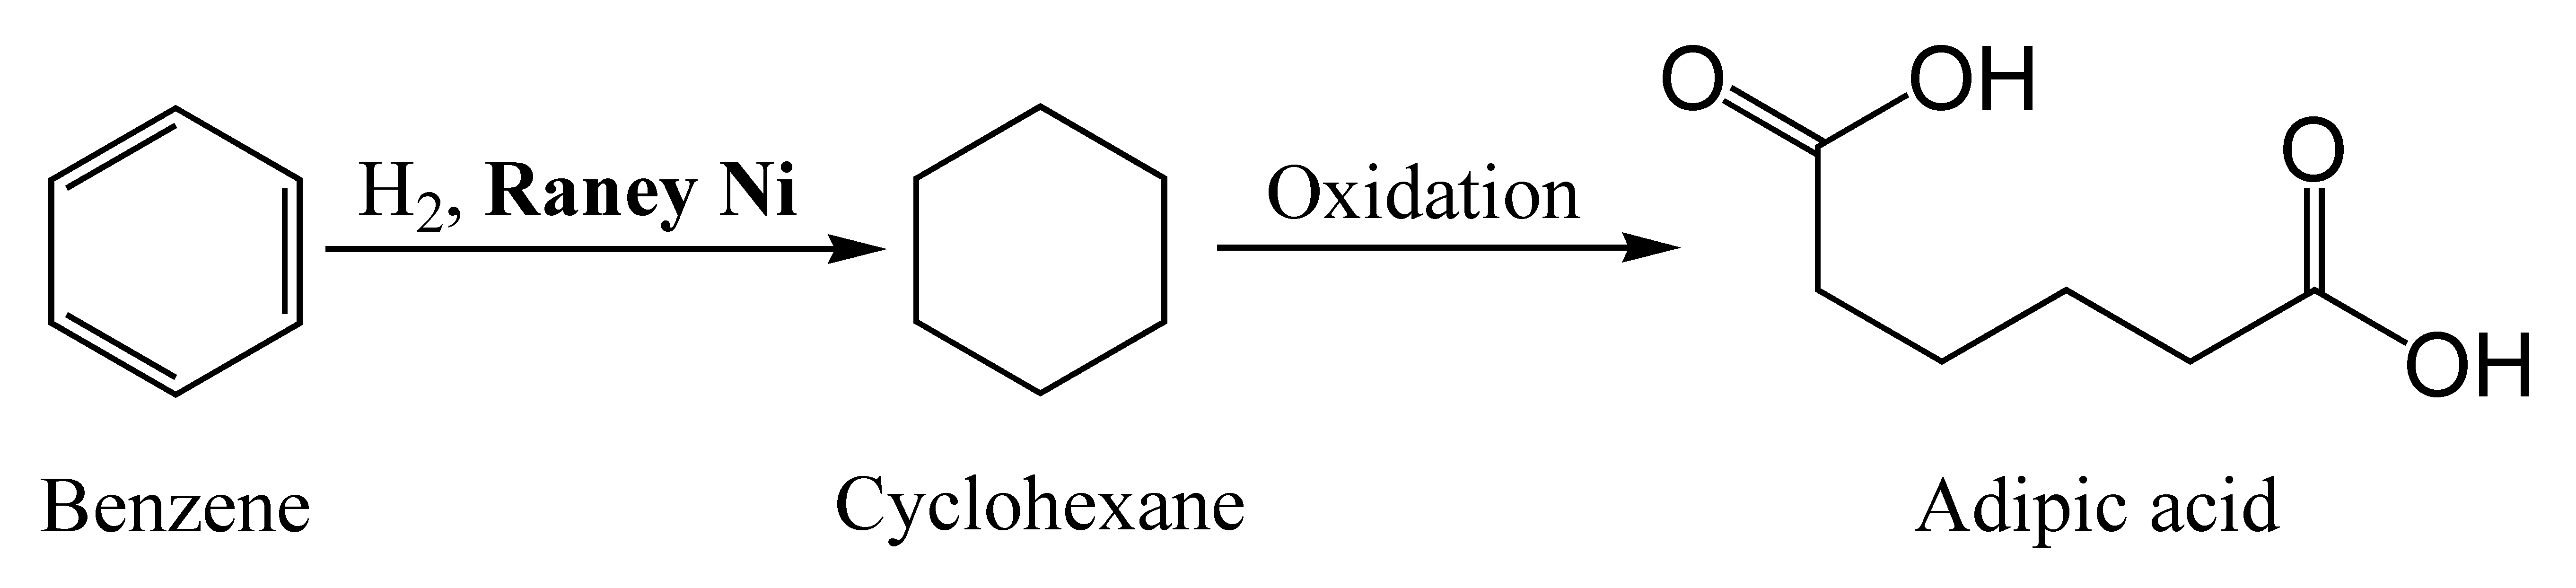 H₂, Raney Ni
Oxidation
O
OH
O
OH
Benzene
Cyclohexane
Adipic acid